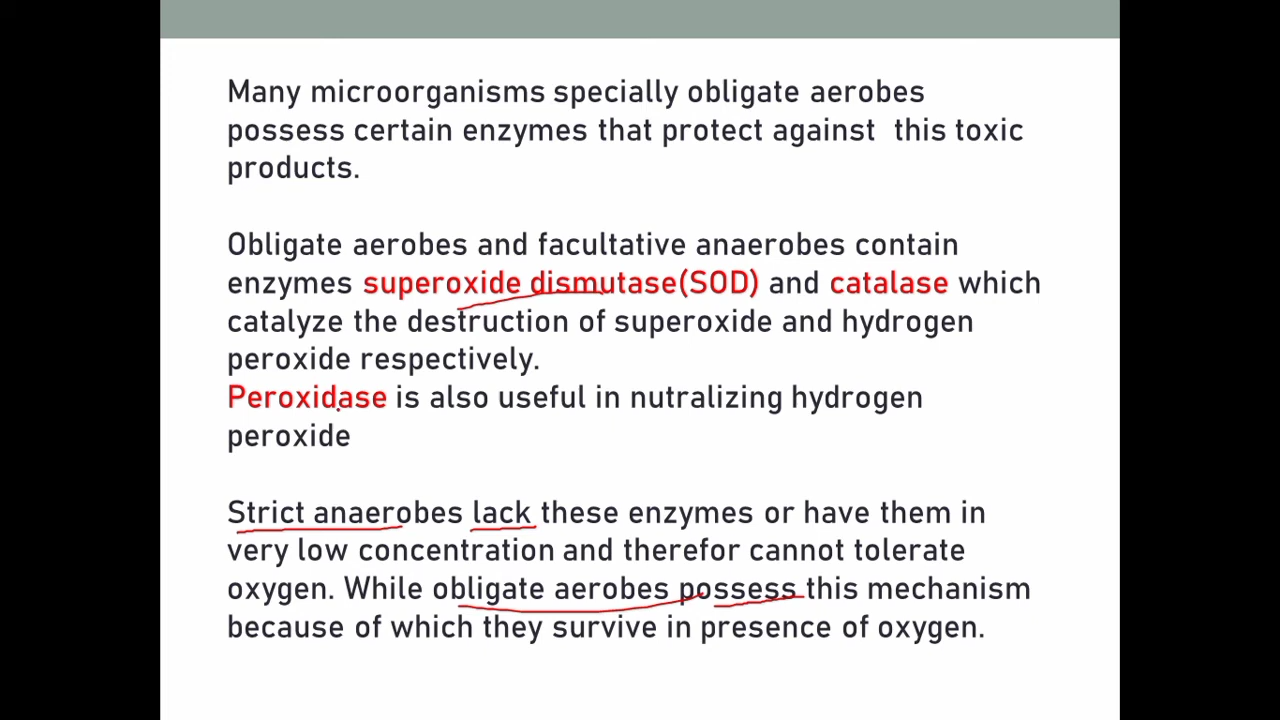 Many microorganisms specially obligate aerobes
possess certain enzymes that protect against this toxic
products.
Obligate aerobes and facultative anaerobes contain
enzymes superoxide dismutase(SOD) and catalase which
catalyze the destruction of superoxide and hydrogen
peroxide respectively.
Peroxidase is also useful in nutralizing hydrogen
peroxide
Strict anaerobes lack these enzymes or have them in
very low concentration and therefor cannot tolerate
oxygen. While obligate aerobes possess this mechanism
because of which they survive in presence of oxygen.